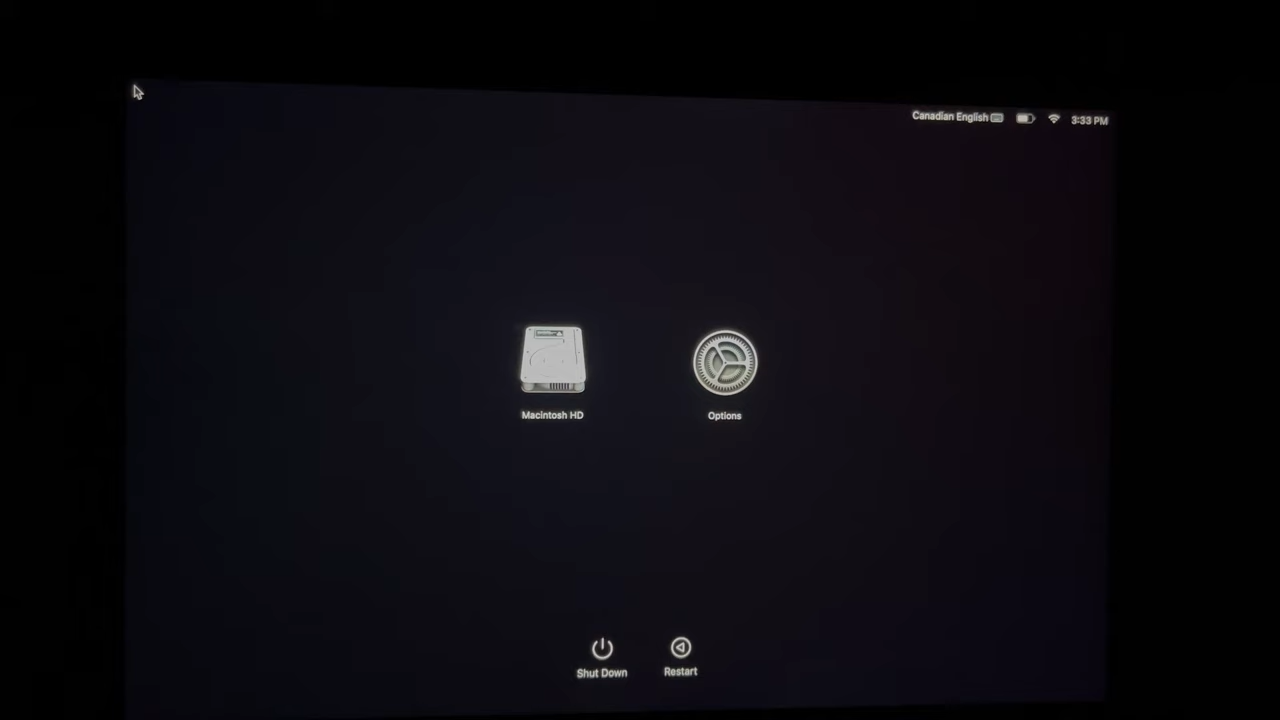 Canadian English
3:33 PM
Macintosh HD
Options
Shut Down
Restart